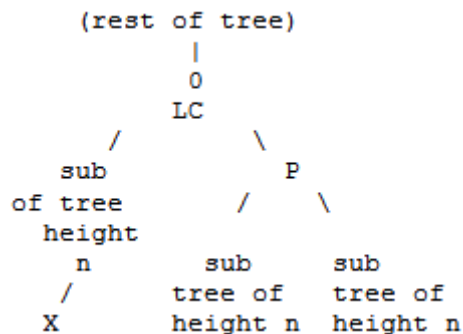 (rest of tree)
|
0
LC
/ \
sub P
of tree / \
height
n sub sub
/ tree of tree of
X height n height n